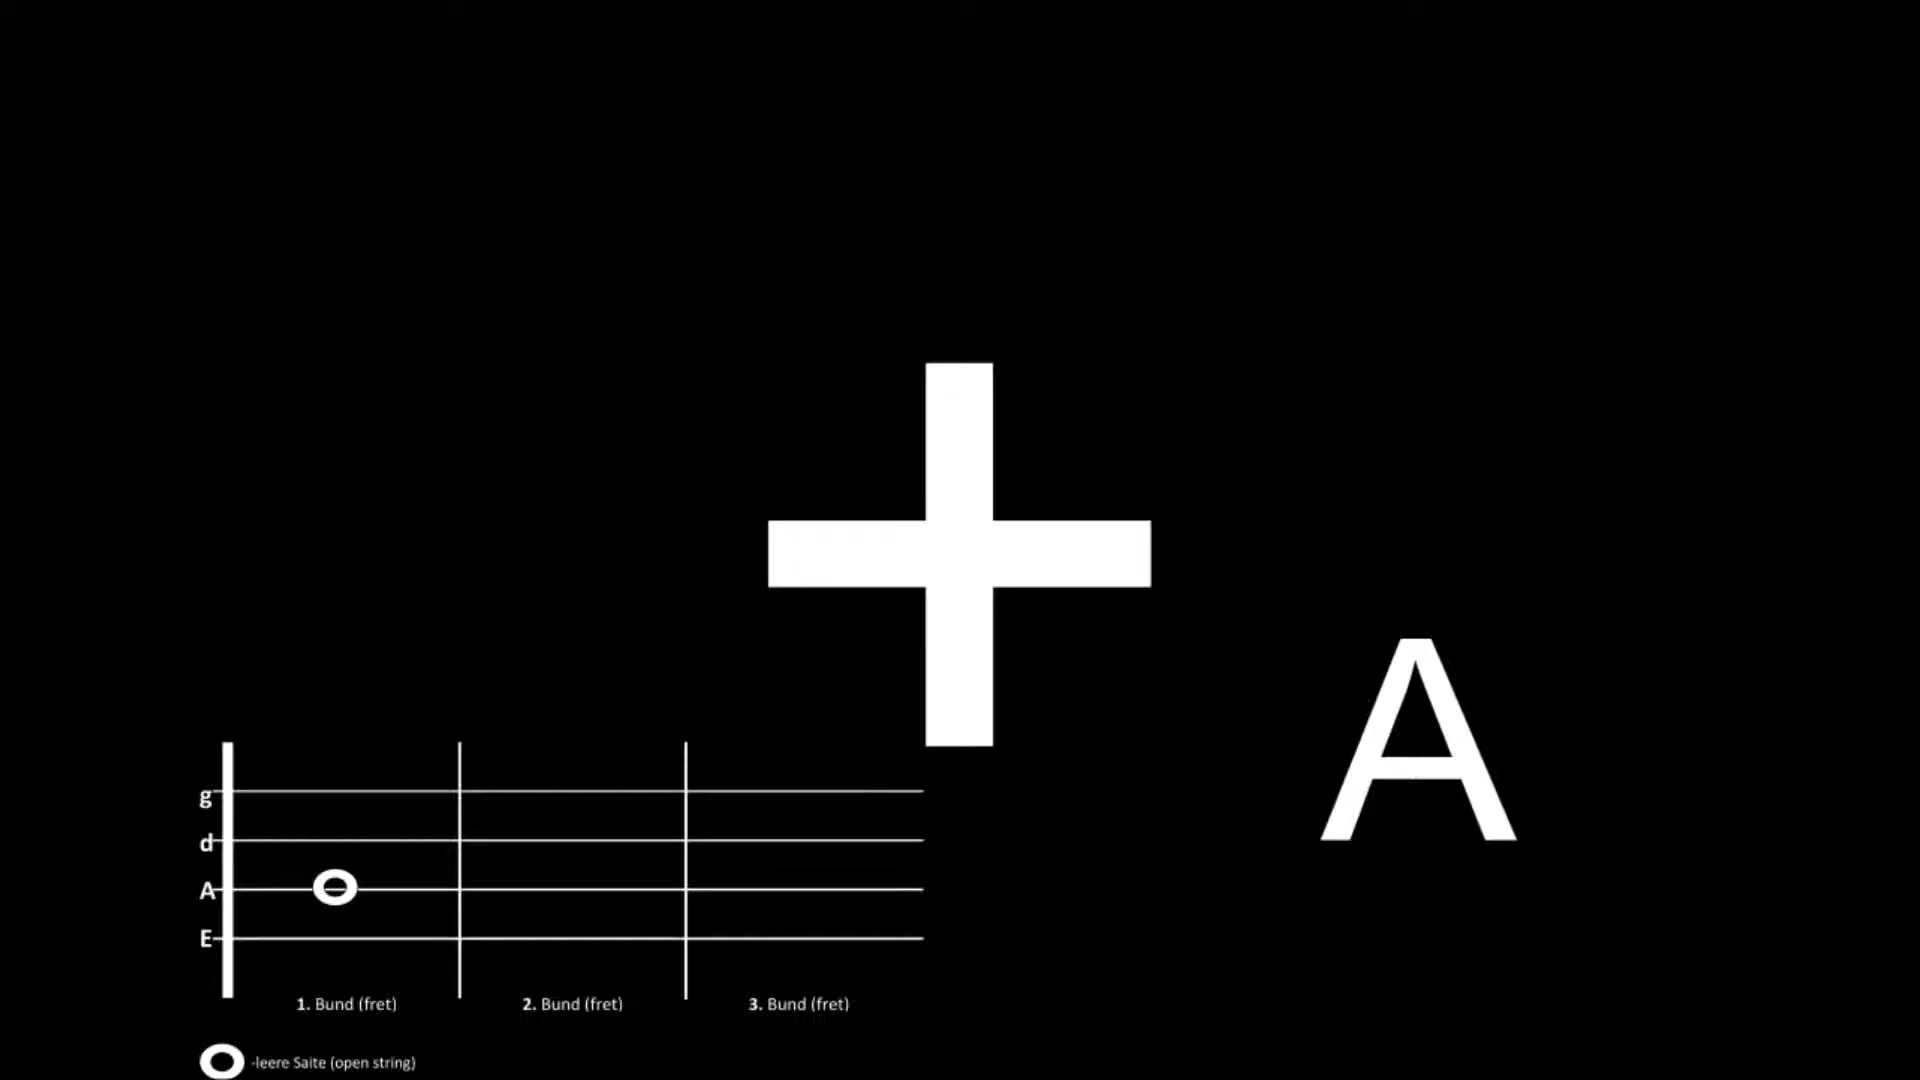 A
g
d
A
E
1. Bund (fret) 2. Bund (fret) 3. Bund (fret)
-leere Saite (open string)